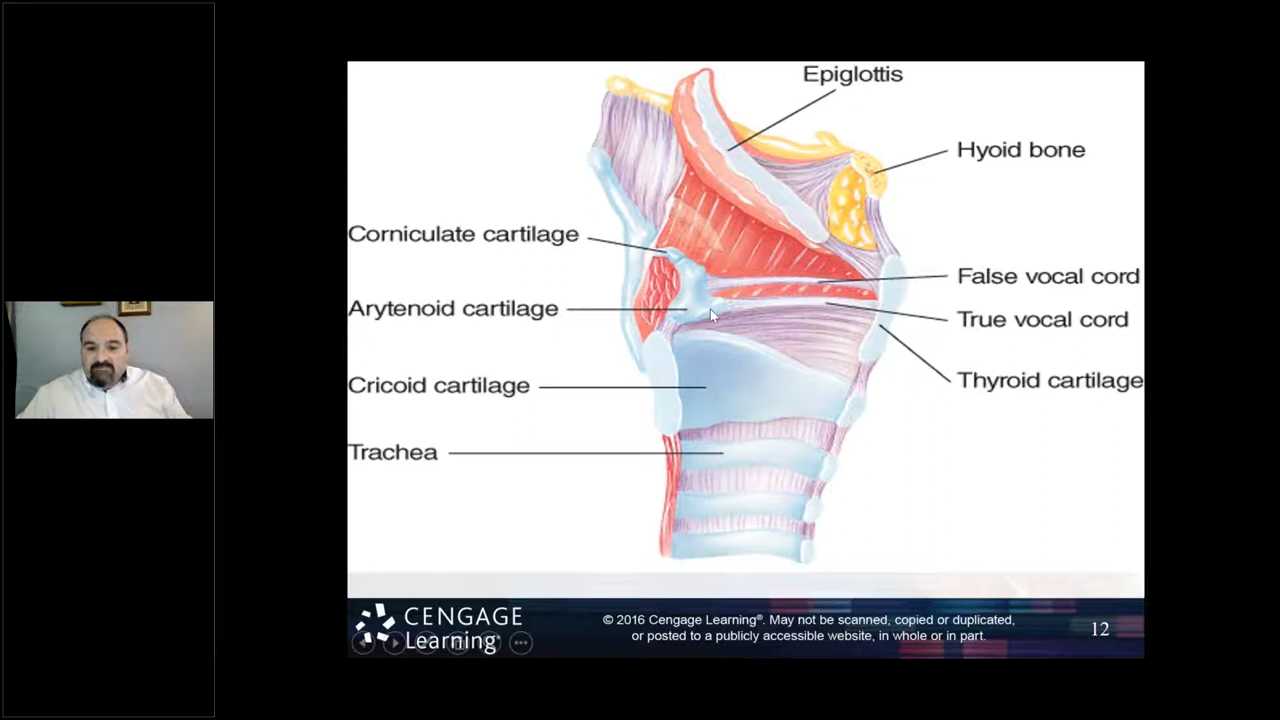 Epiglottis
Hyoid bone
Corniculate cartilage
False vocal cord
Arytenoid cartilage
True vocal cord
Thyroid cartilage
Cricoid cartilage
Trachea
CENGAGE
Learning®
© 2016 Cengage Learning®. May not be scanned, copied or duplicated,
or posted to a publicly accessible website, in whole or in part.
12